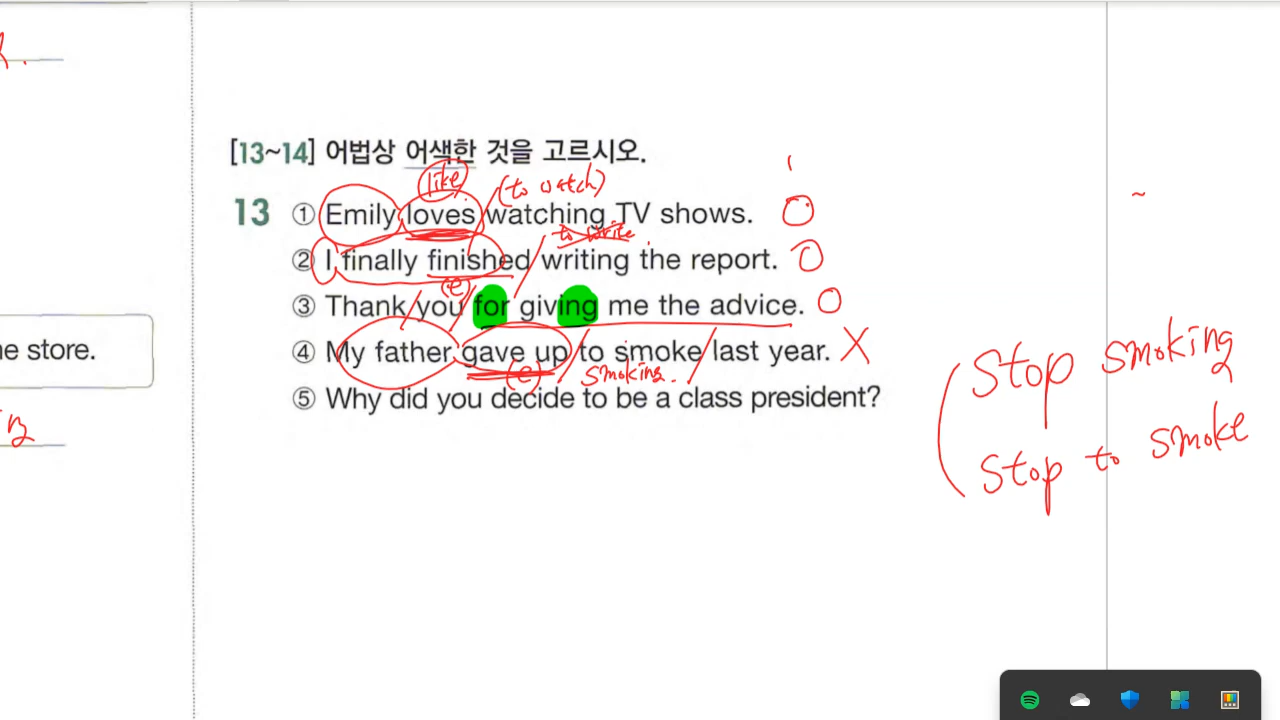 [13~14] 어법상 어색한 것을 고르시오.
like (to watch)
13 ① Emily loves watching TV shows. O
to write
② I finally finished writing the report. O
③ Thank you for giving me the advice. O
④ My father gave up to smoke last year. X
smoking.
⑤ Why did you decide to be a class president?
ne store.
Stop smoking
Stop to smoke